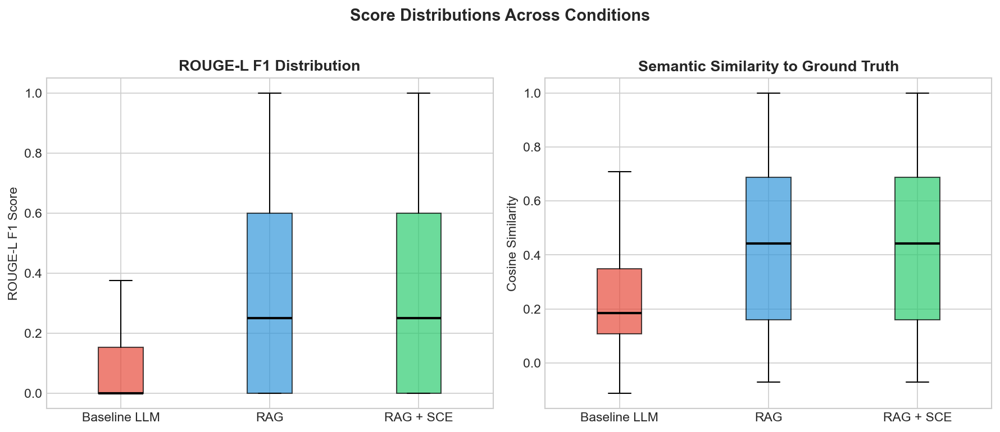 Score Distributions Across Conditions
ROUGE-L F1 Distribution
ROUGE-L F1 Score
1.0
0.8
0.6
0.4
0.2
0.0
Baseline LLM
RAG
RAG + SCE
Semantic Similarity to Ground Truth
Cosine Similarity
1.0
0.8
0.6
0.4
0.2
0.0
Baseline LLM
RAG
RAG + SCE